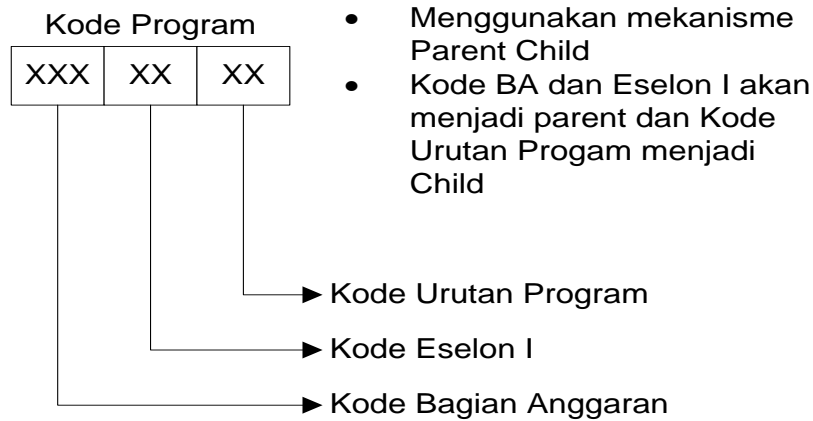 Kode Program
XXX XX XX
• Menggunakan mekanisme
Parent Child
• Kode BA dan Eselon I akan
menjadi parent dan Kode
Urutan Progam menjadi
Child
Kode Urutan Program
Kode Eselon I
Kode Bagian Anggaran